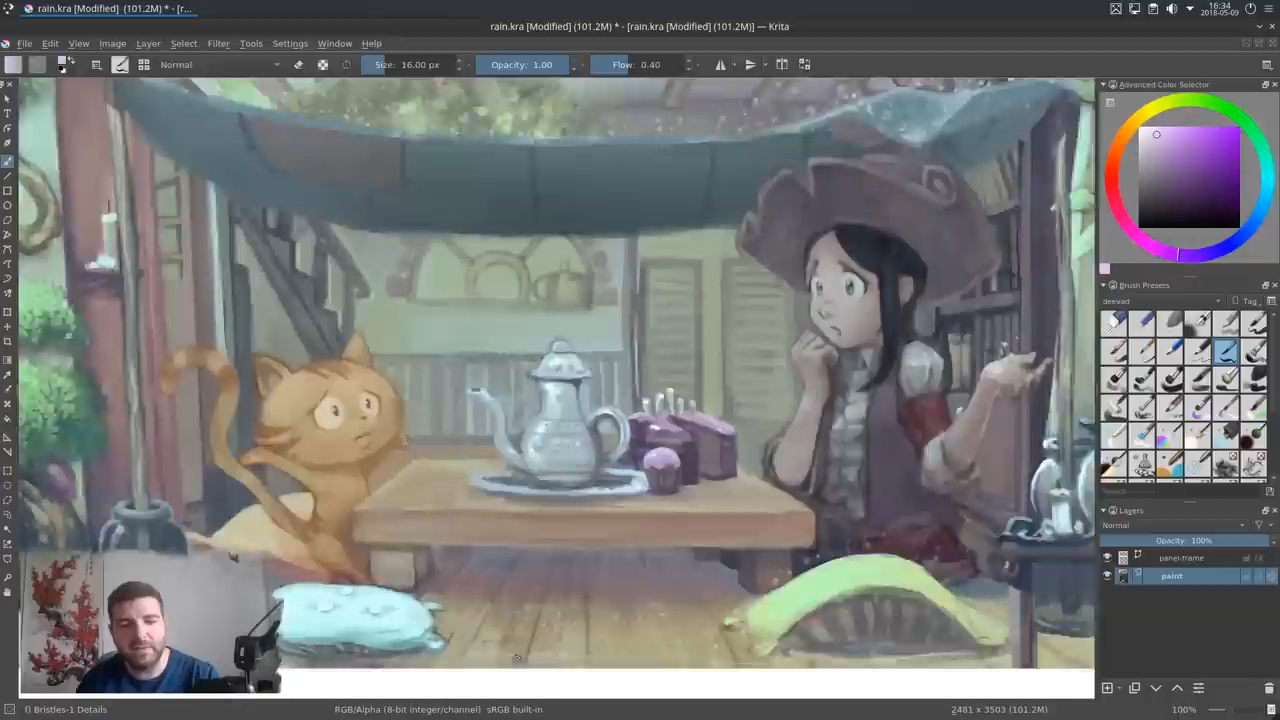 rain.kra [Modified] (101.2M) * - [r...
16:34
2018-05-09
rain.kra [Modified] (101.2M) * - [rain.kra [Modified] (101.2M)] — Krita
File Edit View Image Layer Select Filter Tools Settings Window Help
Normal
Size: 16.00 px
Opacity: 1.00
Flow: 0.40
Advanced Color Selector
Brush Presets
deevad
Tag
Layers
Normal
Opacity: 100%
panel-frame
paint
f) Bristles-1 Details
RGB/Alpha (8-bit integer/channel) sRGB built-in
2481 x 3503 (101.2M)
100%